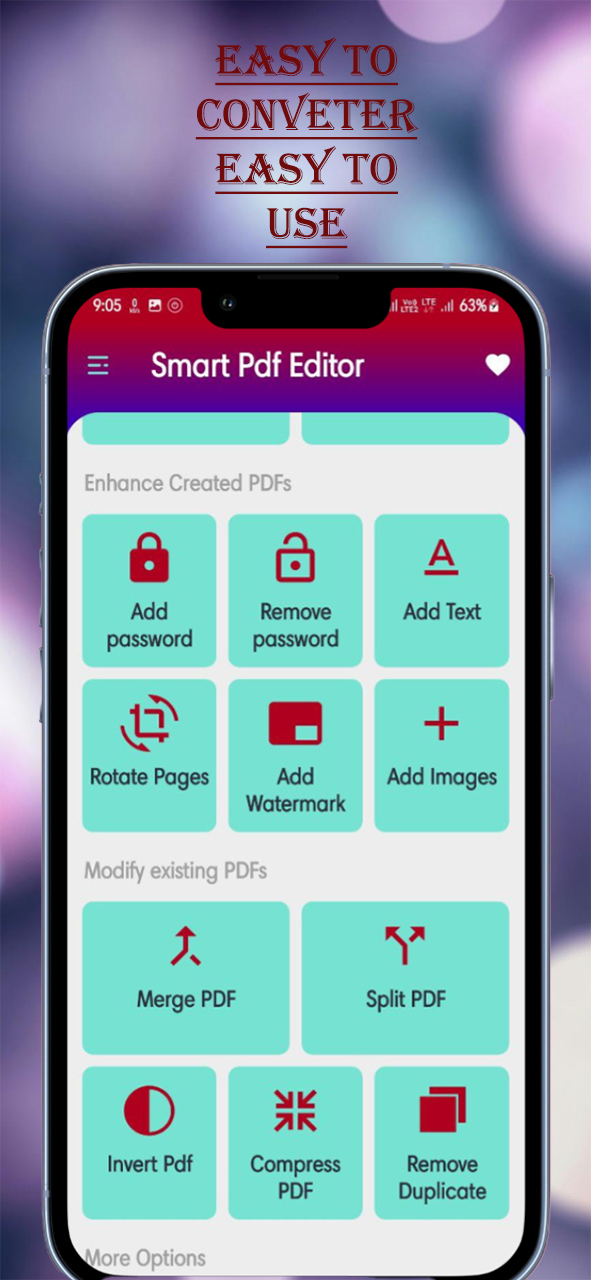 EASY TO
CONVETER
EASY TO
USE
9:05 0 kb/s Vo) LTE2 LTE 63%
Smart Pdf Editor
Enhance Created PDFs
Add password
Remove password
Add Text
Rotate Pages
Add Watermark
Add Images
Modify existing PDFs
Merge PDF
Split PDF
Invert Pdf
Compress PDF
Remove Duplicate
More Options